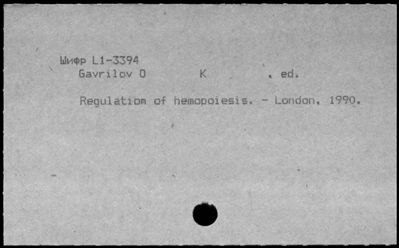 Шифр L1-3394
Gavrilov O K , ed.
Regulation of hemopoiesis. - London, 1990.